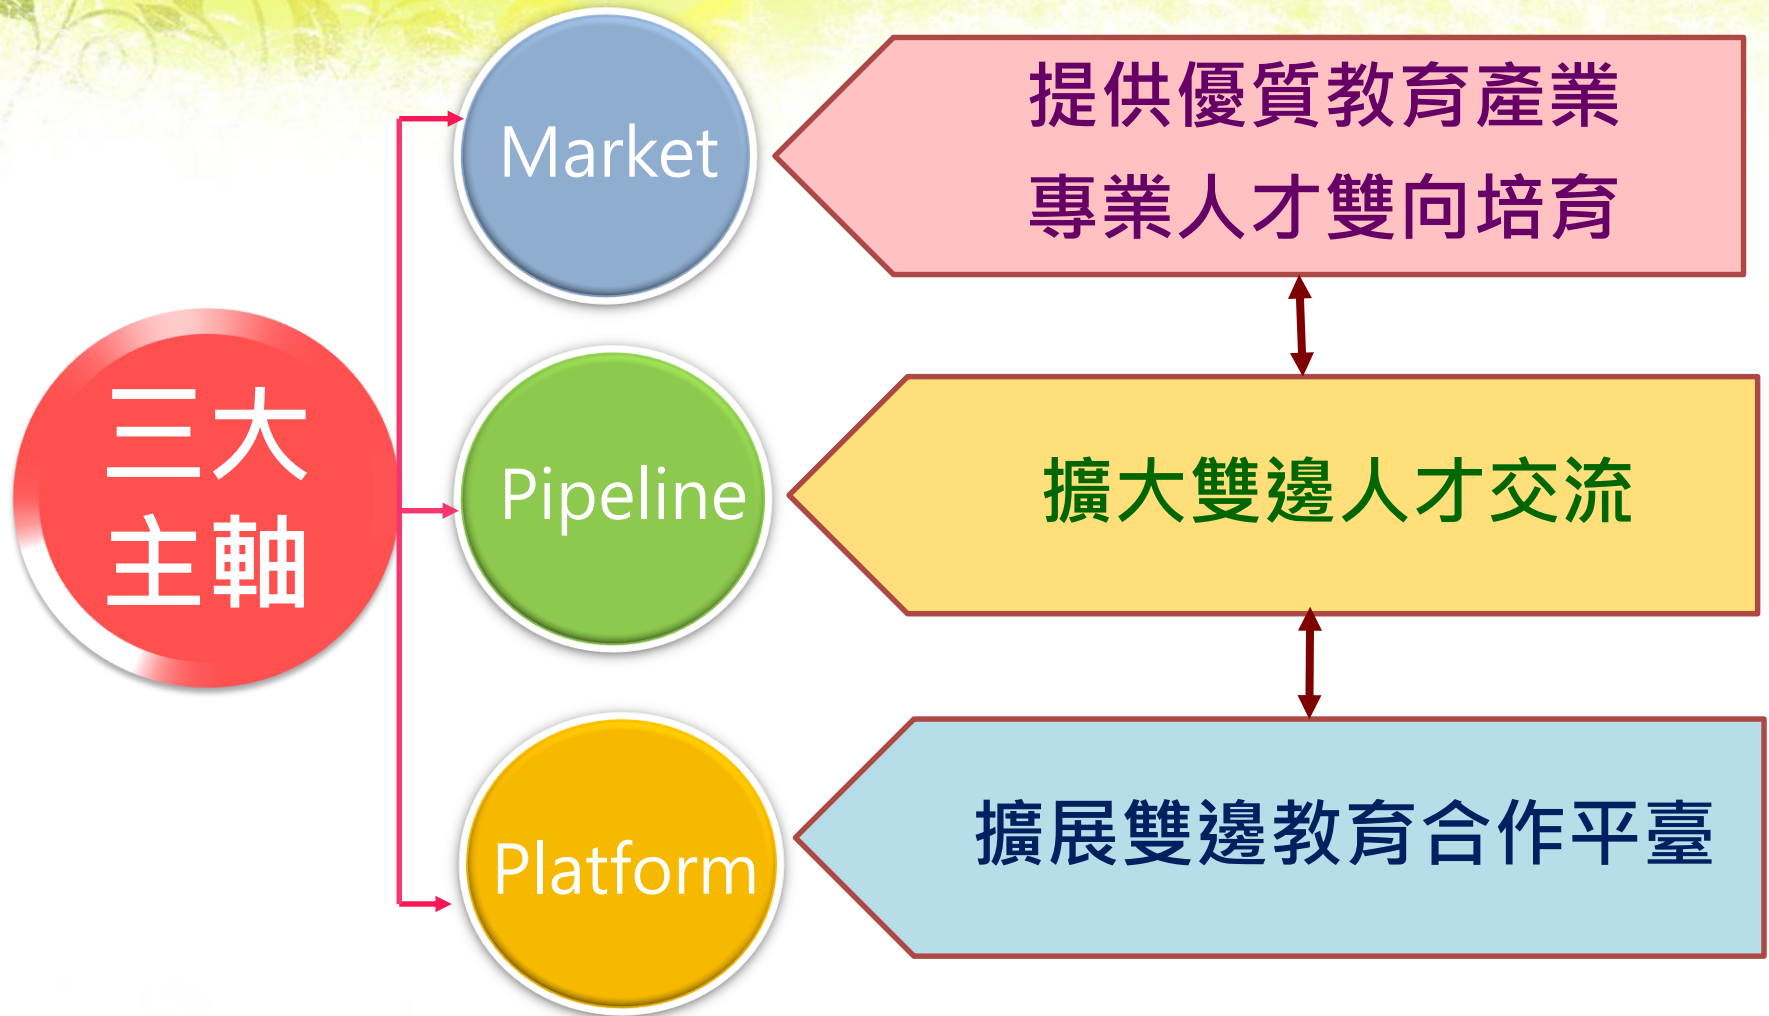 三大
主軸
Market
提供優質教育產業
專業人才雙向培育
Pipeline
擴大雙邊人才交流
Platform
擴展雙邊教育合作平臺